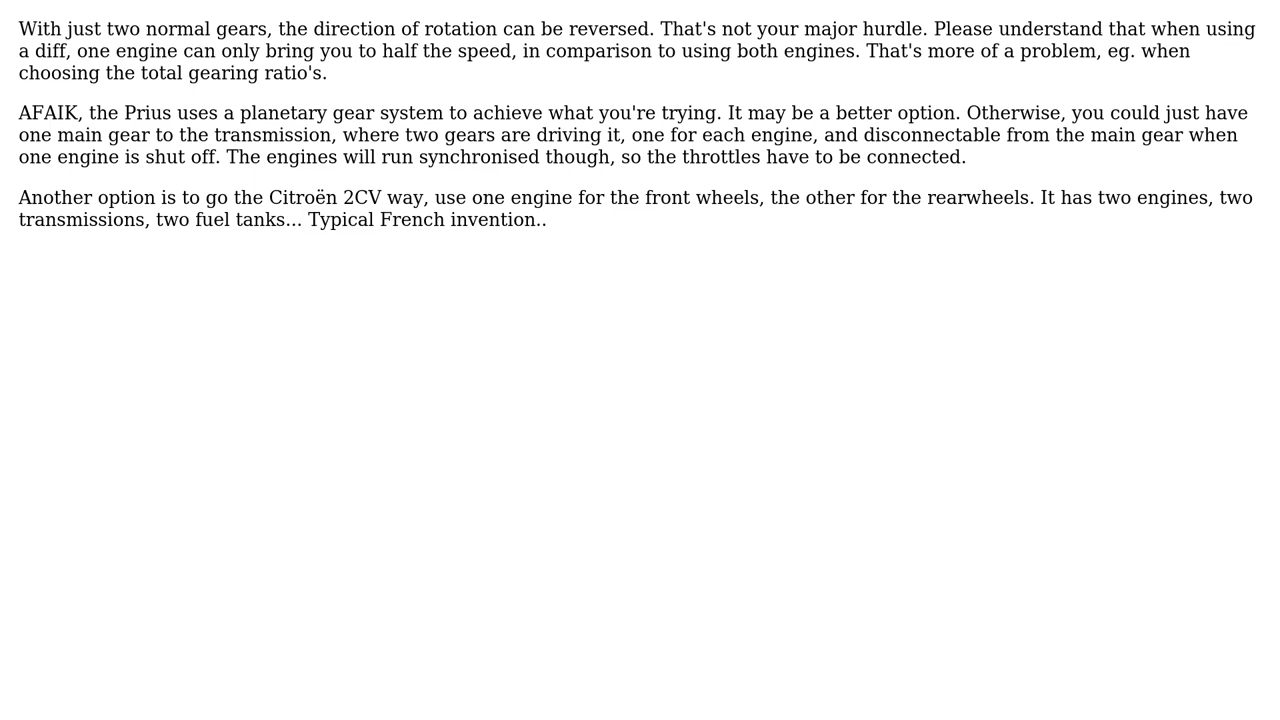 With just two normal gears, the direction of rotation can be reversed. That's not your major hurdle. Please understand that when using
a diff, one engine can only bring you to half the speed, in comparison to using both engines. That's more of a problem, eg. when
choosing the total gearing ratio's.
AFAIK, the Prius uses a planetary gear system to achieve what you're trying. It may be a better option. Otherwise, you could just have
one main gear to the transmission, where two gears are driving it, one for each engine, and disconnectable from the main gear when
one engine is shut off. The engines will run synchronised though, so the throttles have to be connected.
Another option is to go the Citroën 2CV way, use one engine for the front wheels, the other for the rearwheels. It has two engines, two
transmissions, two fuel tanks... Typical French invention..